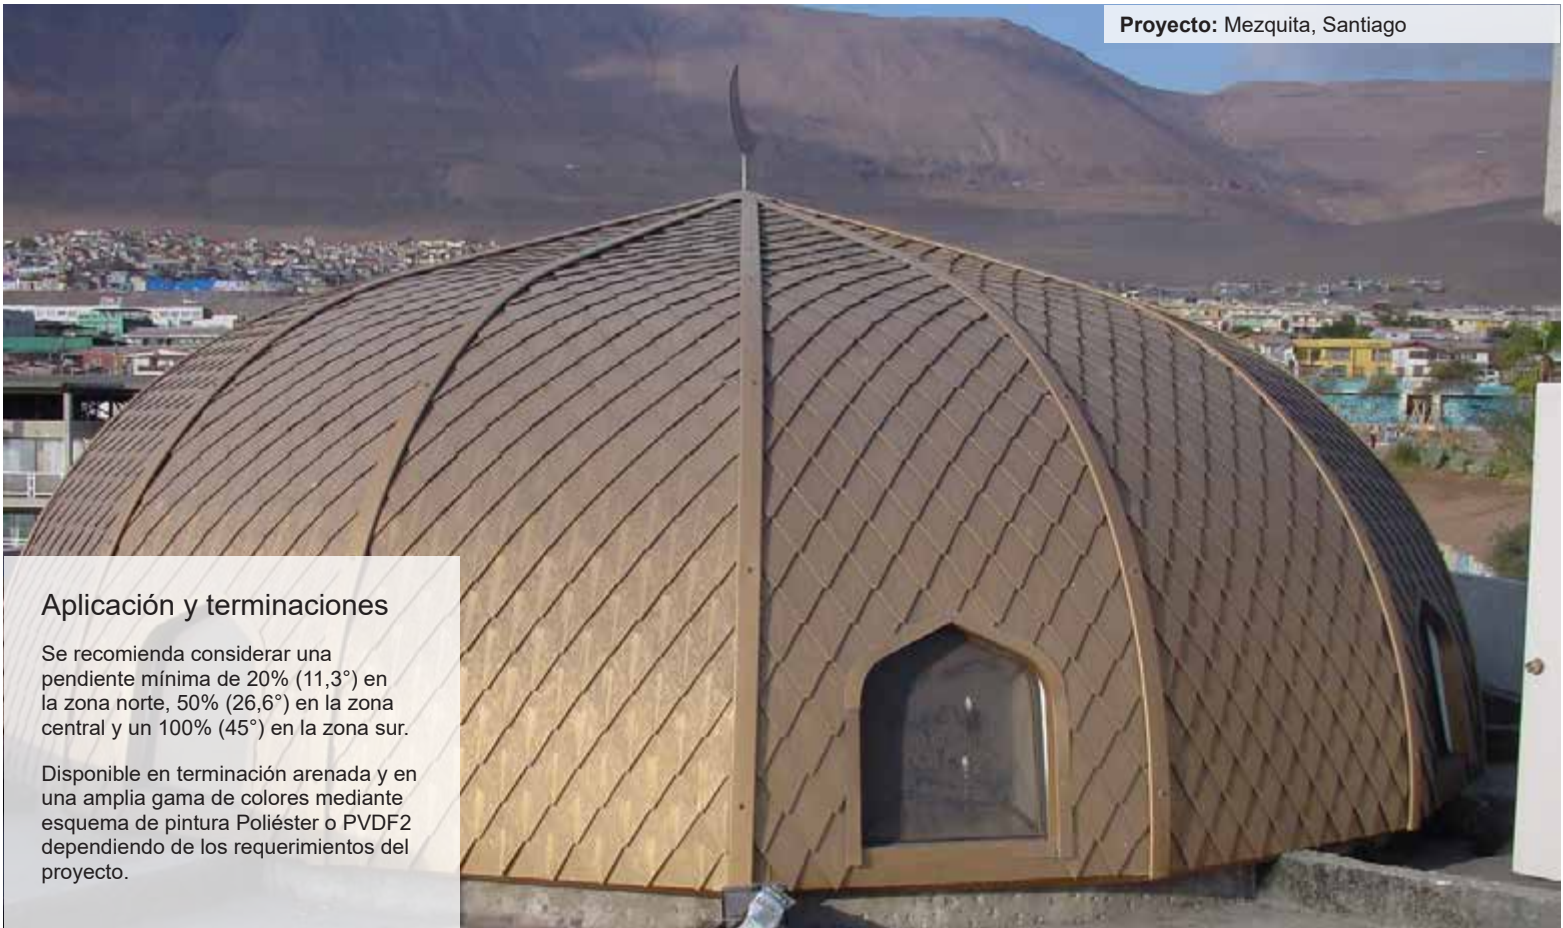 Proyecto: Mezquita, Santiago
Aplicación y terminaciones
Se recomienda considerar una
pendiente mínima de 20% (11,3°) en
la zona norte, 50% (26,6°) en la zona
central y un 100% (45°) en la zona sur.
Disponible en terminación arenada y en
una amplia gama de colores mediante
esquema de pintura Poliéster o PVDF2
dependiendo de los requerimientos del
proyecto.